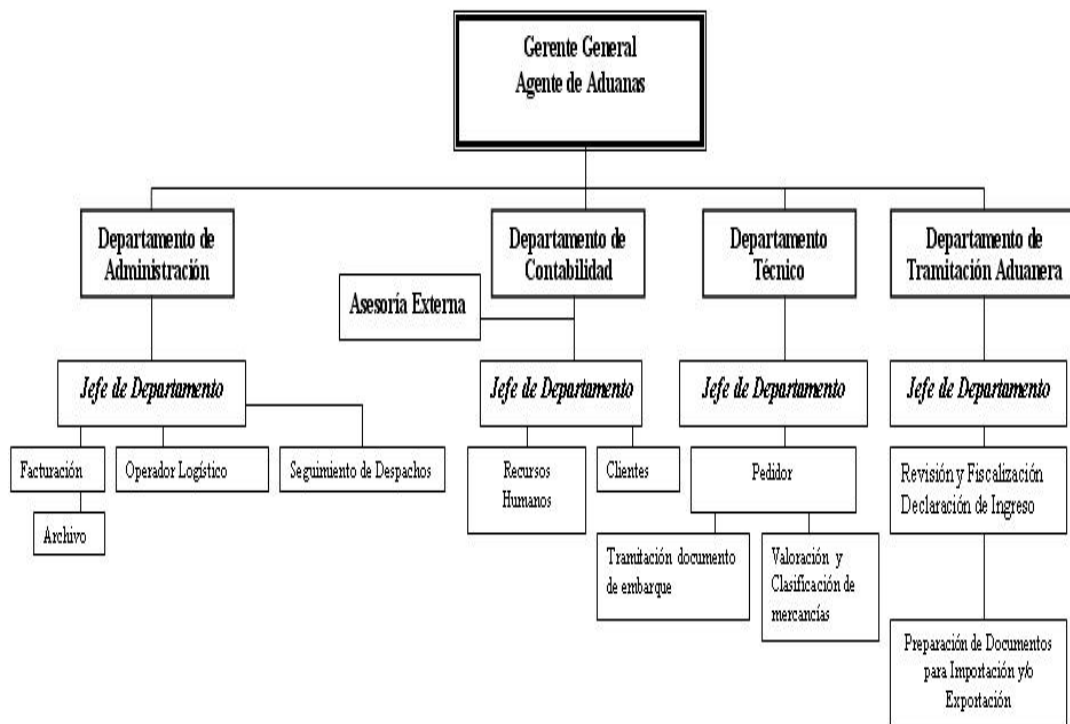 Gerente General
Agente de Aduanas
Departamento de
Administración
Departamento de
Contabilidad
Departamento
Técnico
Departamento de
Tramitación Aduanera
Asesoría Externa
Jefe de Departamento
Jefe de Departamento
Jefe de Departamento
Jefe de Departamento
Facturación
Operador Logístico
Seguimiento de Despachos
Recursos
Humanos
Clientes
Pedidor
Revisión y Fiscalización
Declaración de Ingreso
Archivo
Tramitación documento
de embarque
Valoración y
Clasificación de
mercancías
Preparación de Documentos
para Importación y/o
Exportación